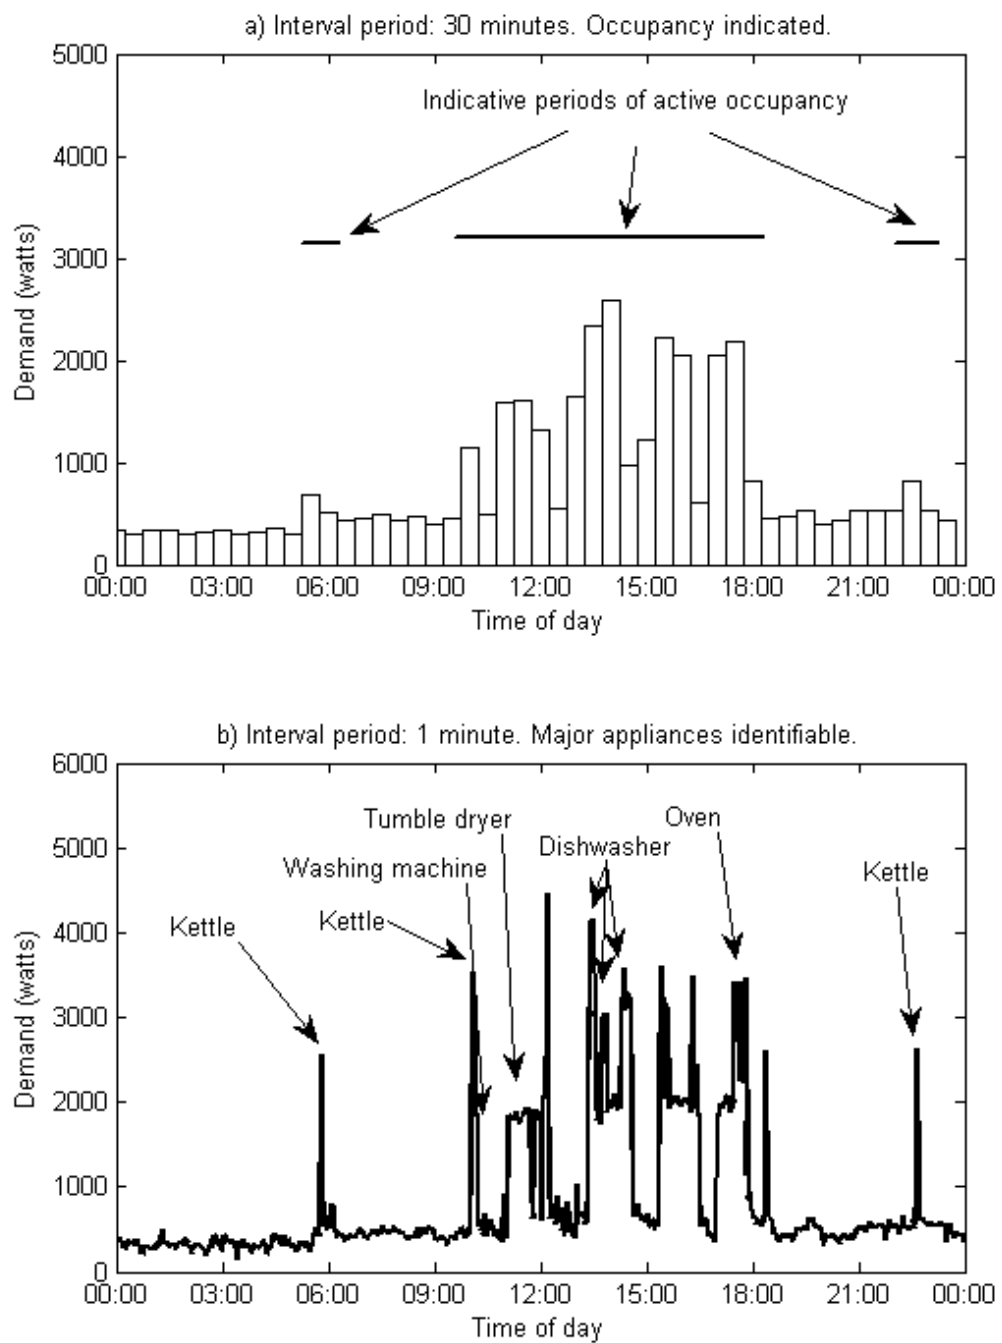 a) Interval period: 30 minutes. Occupancy indicated.
5000
Indicative periods of active occupancy
4000
3000
2000
1000
0
Demand (watts)
00:00 03:00 06:00 09:00 12:00 15:00 18:00 21:00 00:00
Time of day
b) Interval period: 1 minute. Major appliances identifiable.
6000
Tumble dryer
Oven
5000
Dishwasher
Washing machine
Kettle
Kettle
Kettle
4000
3000
2000
1000
0
Demand (watts)
00:00 03:00 06:00 09:00 12:00 15:00 18:00 21:00 00:00
Time of day